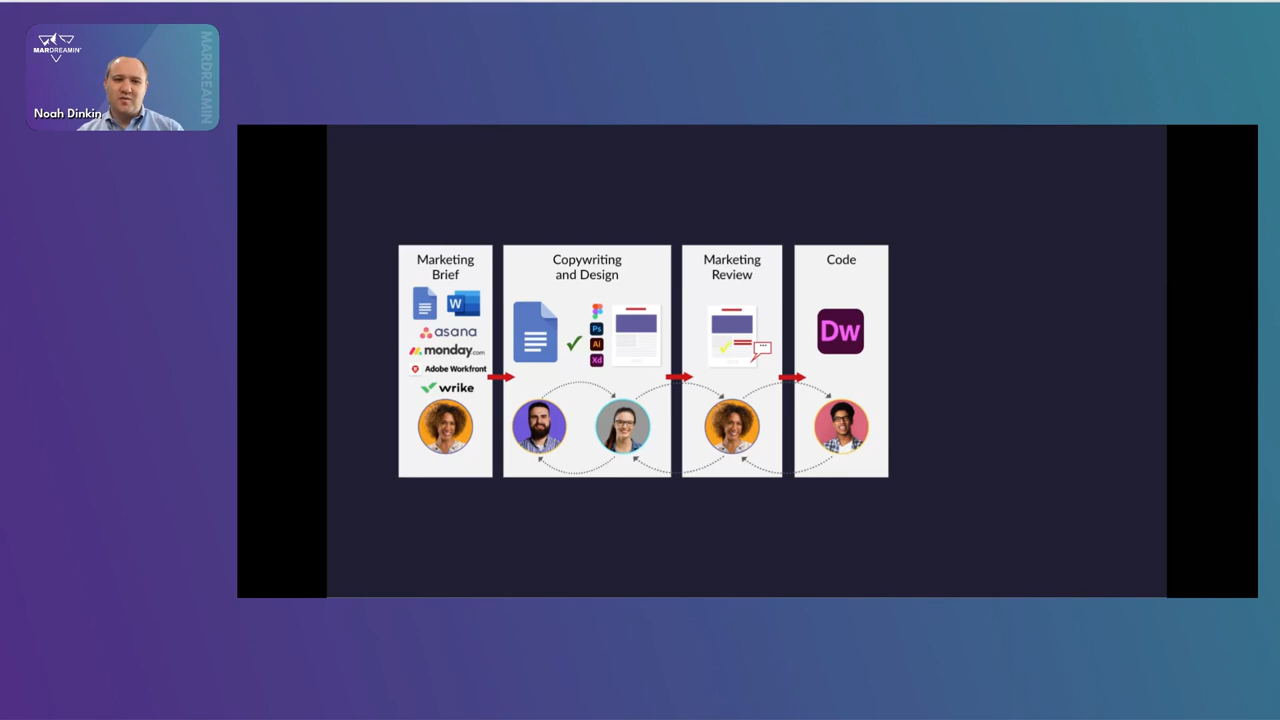 MARDREAMIN'
MARDREAMIN
Noah Dinkin
Marketing
Brief
W
asana
monday.com
Adobe Workfront
wrike
Copywriting
and Design
Ps
Ai
Xd
Marketing
Review
Code
Dw